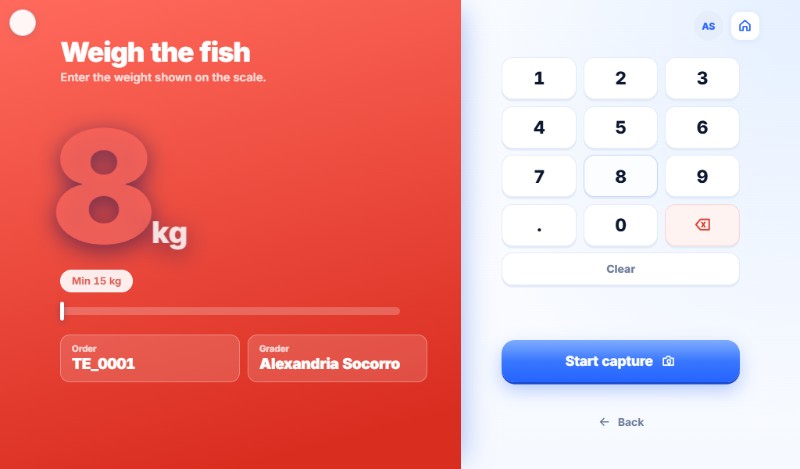 Weigh the fish
Enter the weight shown on the scale.
8 kg
Min 15 kg
Order
TE_0001
Grader
Alexandria Socorro
AS
1 2 3
4 5 6
7 8 9
. 0
Clear
Start capture
Back